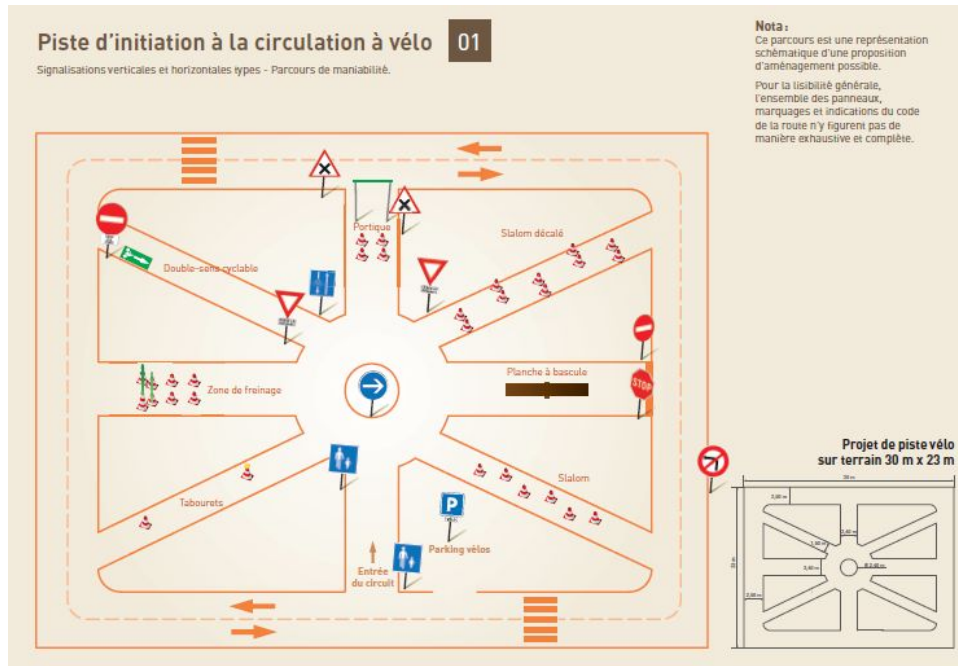 Piste d'initiation à la circulation à vélo 01
Signalisations verticales et horizontales types - Parcours de maniabilité.
Nota :
Ce parcours est une représentation
schématique d'une proposition
d'aménagement possible.
Pour la lisibilité générale,
l'ensemble des panneaux,
marquages et indications du code
de la route n'y figurent pas de
manière exhaustive et complète.
Portique
Slalom décalé
Double-sens cyclable
Zone de freinage
Planche à bascule
STOP
Tabourets
Slalom
P
Parking vélos
Entrée
du circuit
Projet de piste vélo
sur terrain 30 m x 23 m